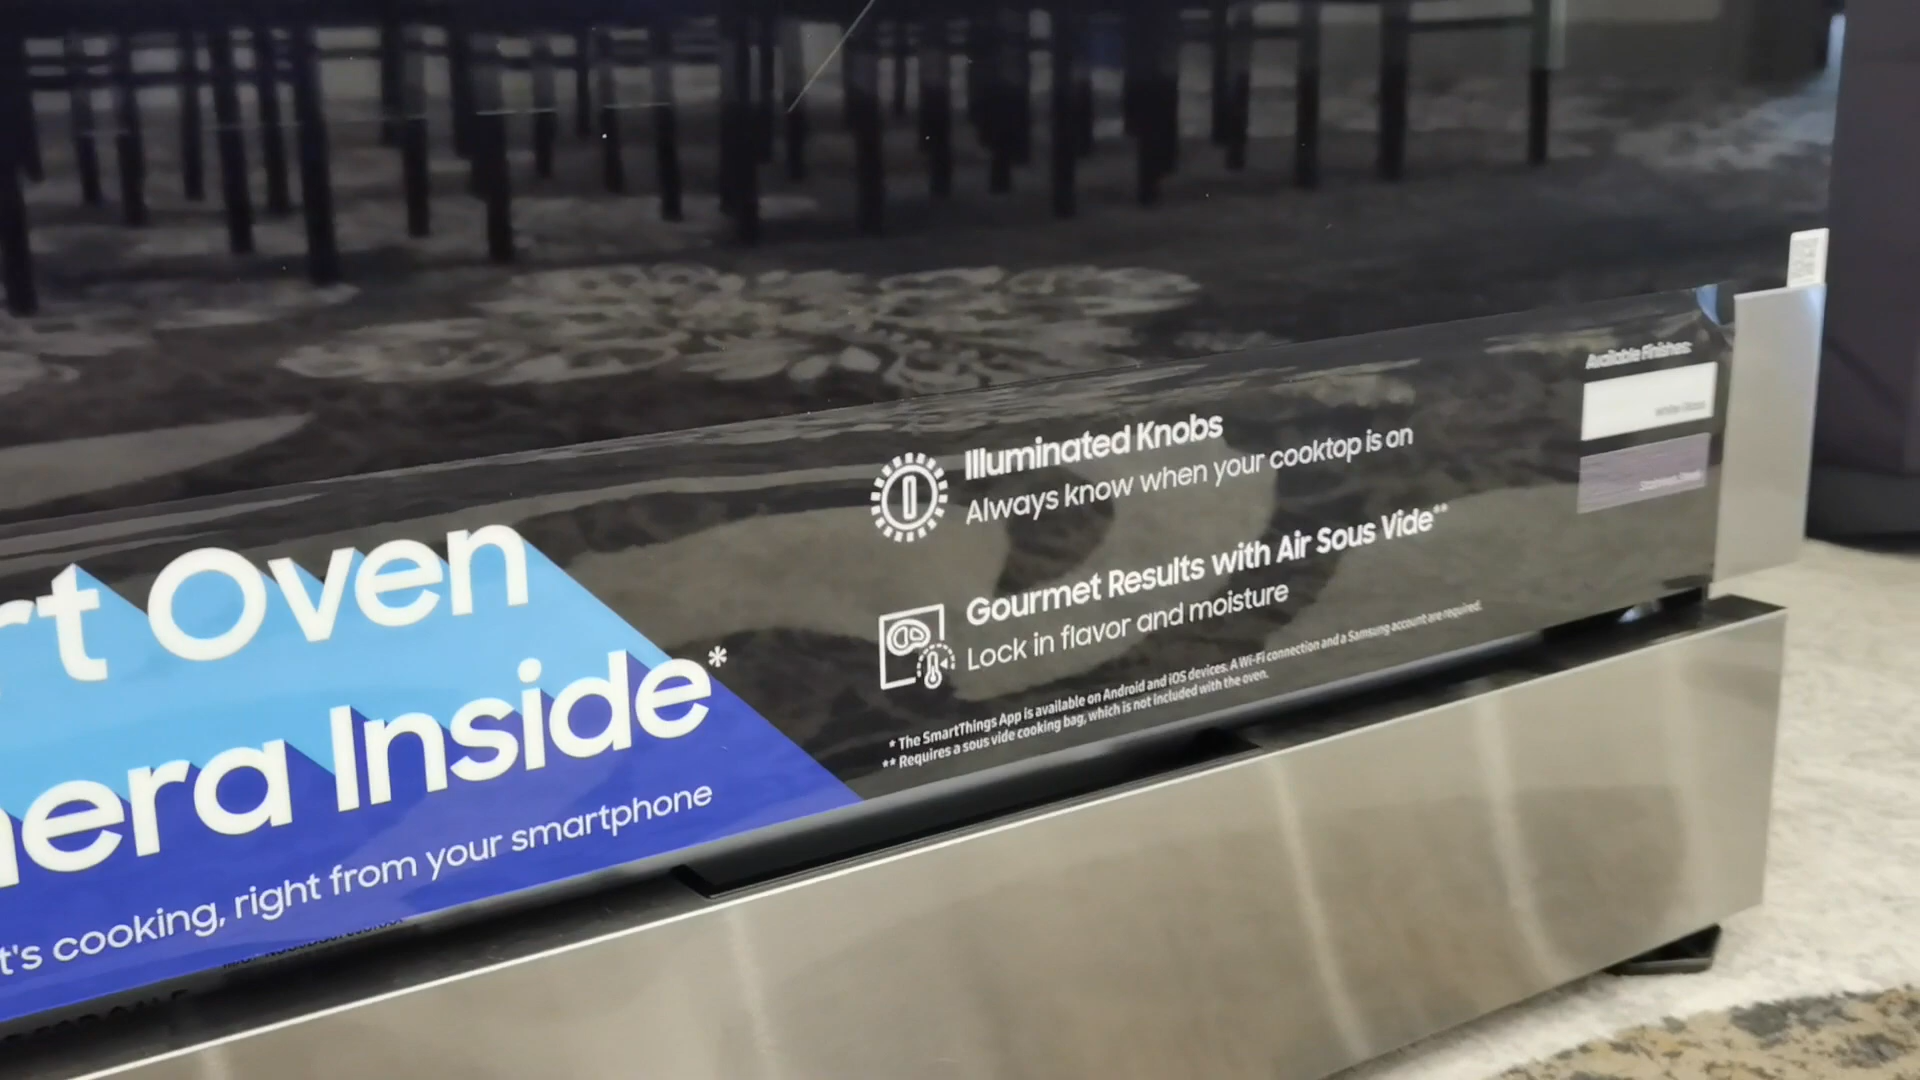 rt Oven
era Inside*
t's cooking, right from your smartphone
Illuminated Knobs
Always know when your cooktop is on
Gourmet Results with Air Sous Vide**
Lock in flavor and moisture
* The SmartThings App is available on Android and iOS devices. A Wi-Fi connection and a Samsung account are required.
** Requires a sous vide cooking bag, which is not included with the oven.
Available Finishes: